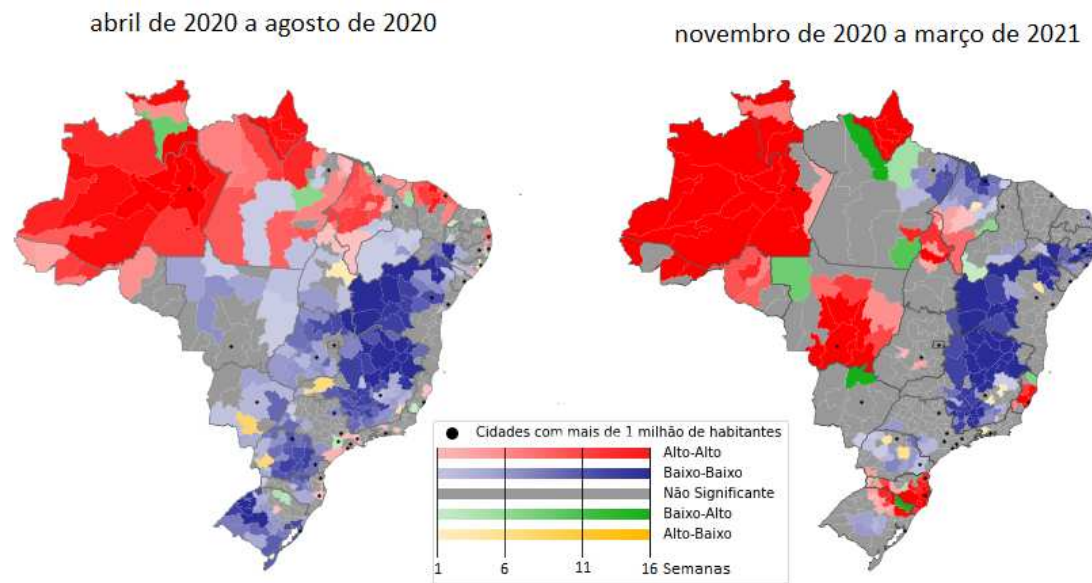 abril de 2020 a agosto de 2020
novembro de 2020 a março de 2021
Cidades com mais de 1 milhão de habitantes
Alto-Alto
Baixo-Baixo
Não Significante
Baixo-Alto
Alto-Baixo
1 6 11 16 Semanas